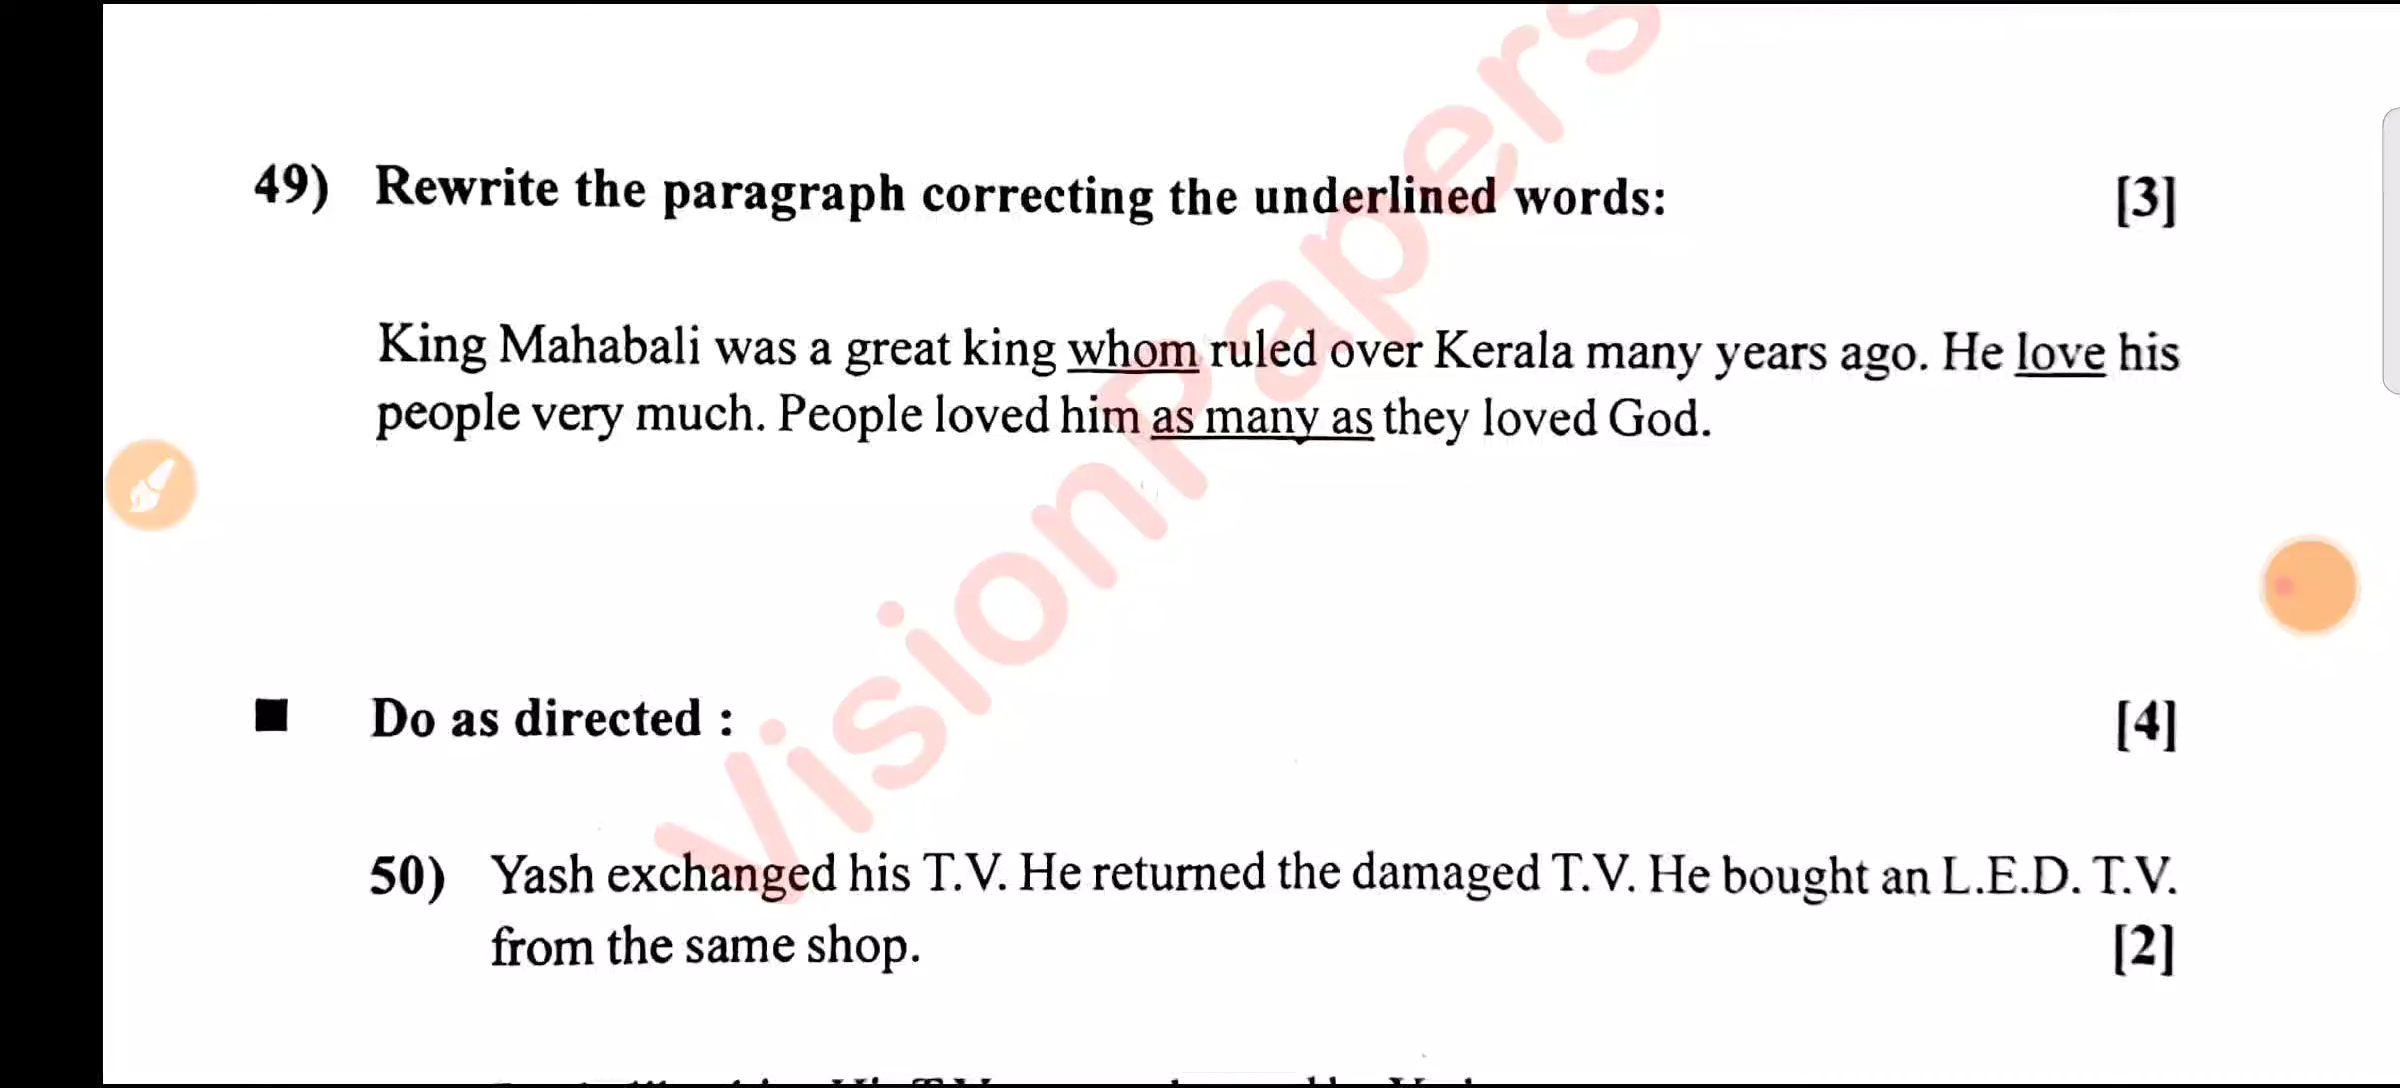 49) Rewrite the paragraph correcting the underlined words: [3]
King Mahabali was a great king whom ruled over Kerala many years ago. He love his
people very much. People loved him as many as they loved God.
■ Do as directed : [4]
50) Yash exchanged his T.V. He returned the damaged T.V. He bought an L.E.D. T.V.
from the same shop. [2]
VisionPapers